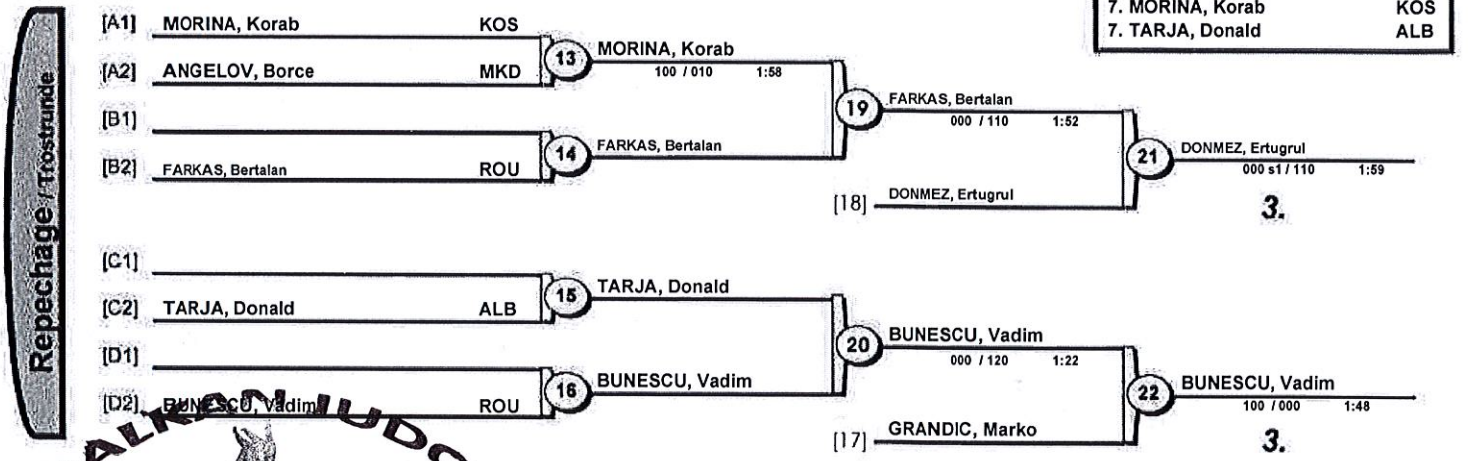 7. MORINA, Korab KOS
7. TARJA, Donald ALB
Repechage / Trostrunde
[A1] MORINA, Korab KOS
[A2] ANGELOV, Borce MKD
13 MORINA, Korab
100 / 010 1:58
[B1]
[B2] FARKAS, Bertalan ROU
14 FARKAS, Bertalan
19 FARKAS, Bertalan
000 / 110 1:52
[18] DONMEZ, Ertugrul
21 DONMEZ, Ertugrul
000 s1 / 110 1:59
3.
[C1]
[C2] TARJA, Donald ALB
15 TARJA, Donald
[D1]
[D2] BUNESCU, Vadim ROU
16 BUNESCU, Vadim
20 BUNESCU, Vadim
000 / 120 1:22
[17] GRANDIC, Marko
22 BUNESCU, Vadim
100 / 000 1:48
3.
ALKAN JUDO